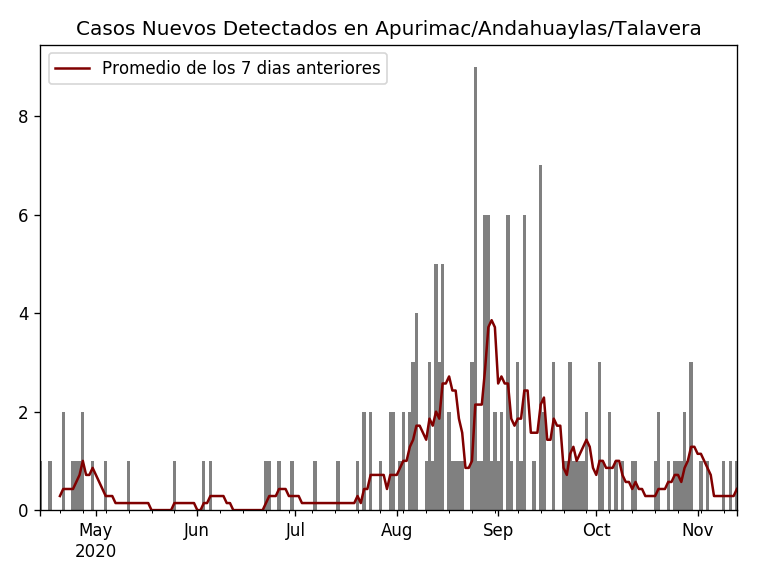 Casos Nuevos Detectados en Apurimac/Andahuaylas/Talavera
Promedio de los 7 dias anteriores
8
6
4
2
0
May Jun Jul Aug Sep Oct Nov
2020